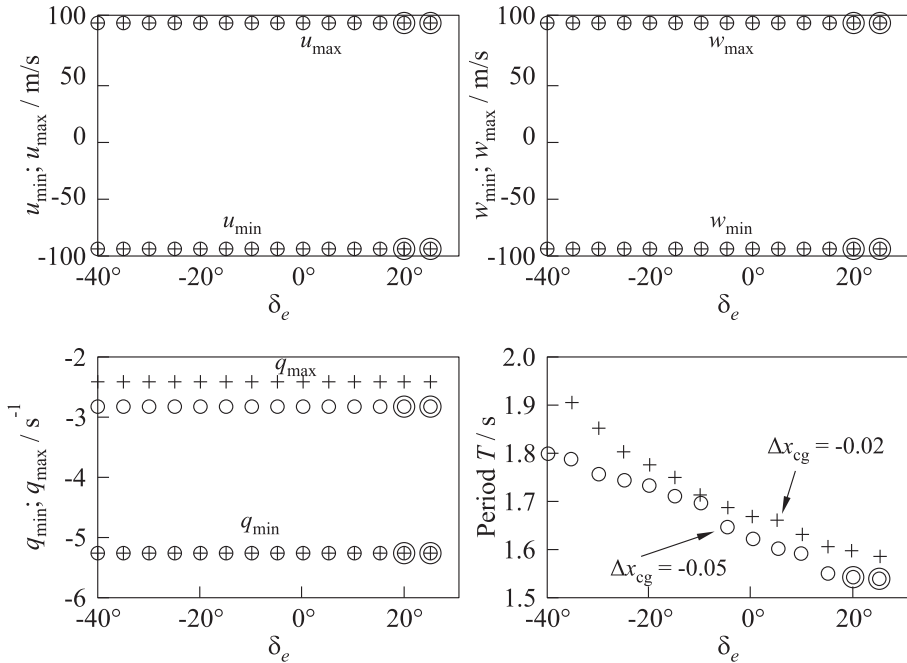 100
50
0
-50
-100
u_min; u_max / m/s
u_max
u_min
-40° -20° 0° 20°
δ_e
100
50
0
-50
-100
w_min; w_max / m/s
w_max
w_min
-40° -20° 0° 20°
δ_e
-2
-3
-4
-5
-6
q_min; q_max / s^-1
q_max
q_min
-40° -20° 0° 20°
δ_e
2.0
1.9
1.8
1.7
1.6
1.5
Period T / s
Δx_cg = -0.02
Δx_cg = -0.05
-40° -20° 0° 20°
δ_e